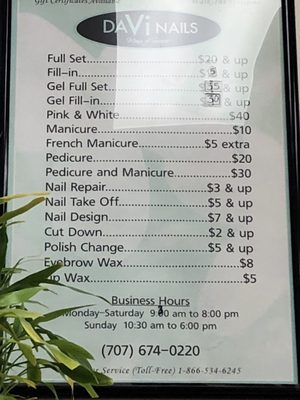 Gift Certificates Available
DAVi NAILS
Full Set..............................$20 & up
Fill-in..................................$15 & up
Gel Full Set.......................$35 & up
Gel Fill-in.........................$30 & up
Pink & White...........................$40
Manicure..................................$10
French Manicure..............$5 extra
Pedicure...................................$20
Pedicure and Manicure............$30
Nail Repair........................$3 & up
Nail Take Off....................$5 & up
Nail Design.......................$7 & up
Cut Down.........................$2 & up
Polish Change..................$5 & up
Eyebrow Wax..........................$8
Lip Wax....................................$5
Business Hours
Monday-Saturday 9:00 am to 8:00 pm
Sunday 10:30 am to 6:00 pm
(707) 674-0220
Service (Toll-Free) 1-866-534-6245